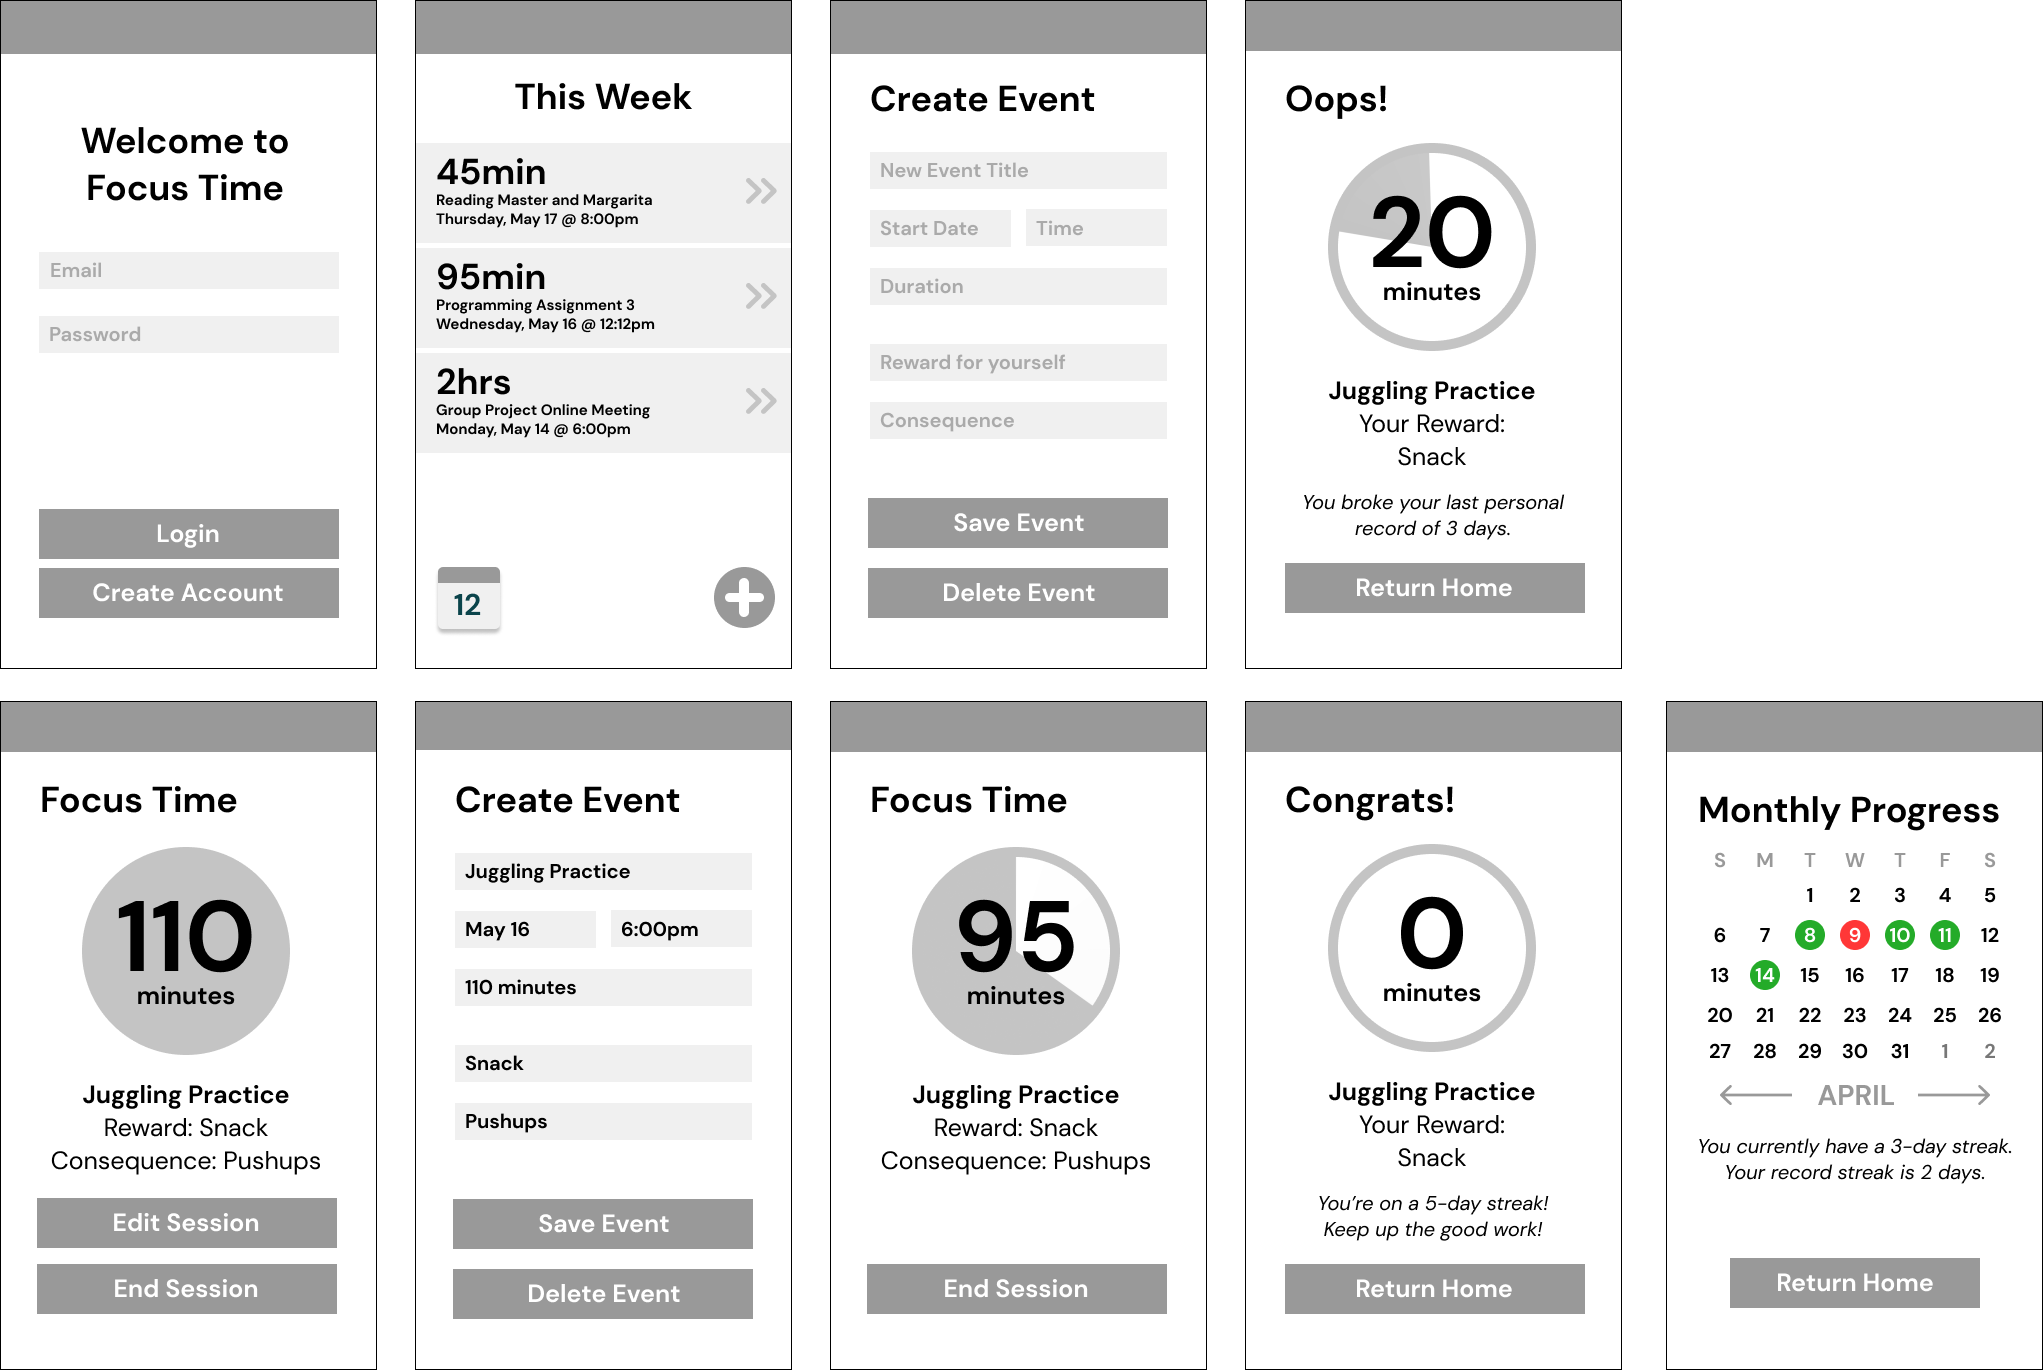 Welcome to
Focus Time
Email
Password
Login
Create Account
This Week
45min
Reading Master and Margarita
Thursday, May 17 @ 8:00pm
95min
Programming Assignment 3
Wednesday, May 16 @ 12:12pm
2hrs
Group Project Online Meeting
Monday, May 14 @ 6:00pm
12
Create Event
New Event Title
Start Date Time
Duration
Reward for yourself
Consequence
Save Event
Delete Event
Oops!
20
minutes
Juggling Practice
Your Reward:
Snack
You broke your last personal
record of 3 days.
Return Home
Focus Time
110
minutes
Juggling Practice
Reward: Snack
Consequence: Pushups
Edit Session
End Session
Create Event
Juggling Practice
May 16 6:00pm
110 minutes
Snack
Pushups
Save Event
Delete Event
Focus Time
95
minutes
Juggling Practice
Reward: Snack
Consequence: Pushups
End Session
Congrats!
0
minutes
Juggling Practice
Your Reward:
Snack
You're on a 5-day streak!
Keep up the good work!
Return Home
Monthly Progress
S M T W T F S
1 2 3 4 5
6 7 8 9 10 11 12
13 14 15 16 17 18 19
20 21 22 23 24 25 26
27 28 29 30 31 1 2
APRIL
You currently have a 3-day streak.
Your record streak is 2 days.
Return Home